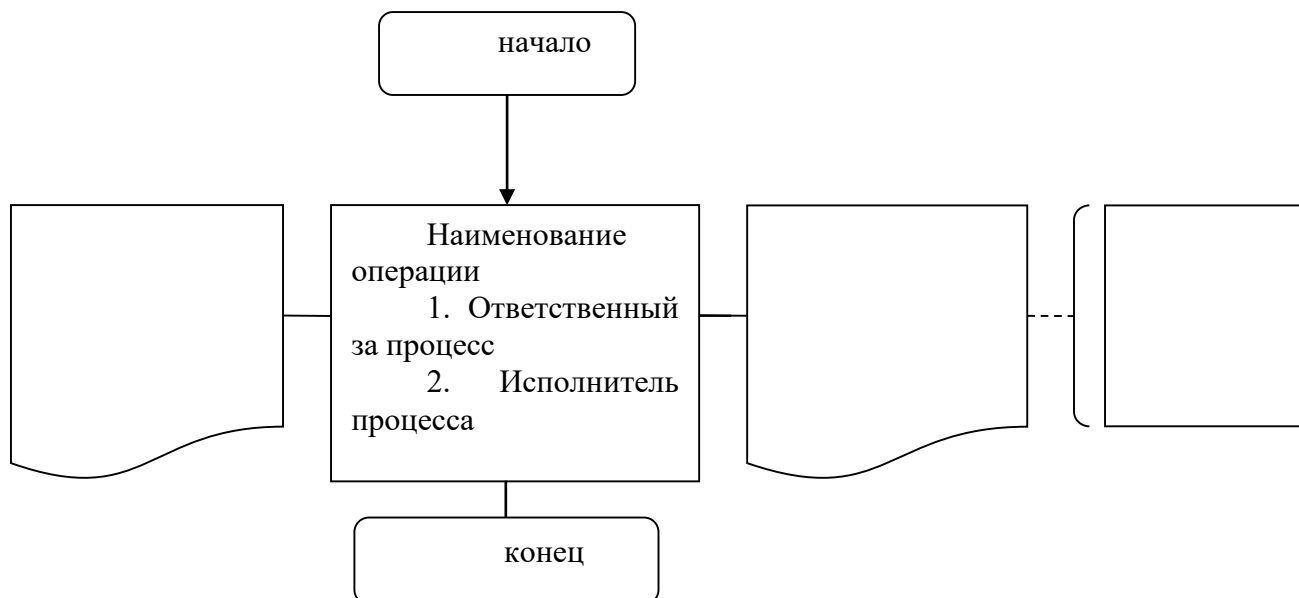 начало
Наименование
операции
1. Ответственный
за процесс
2. Исполнитель
процесса
конец